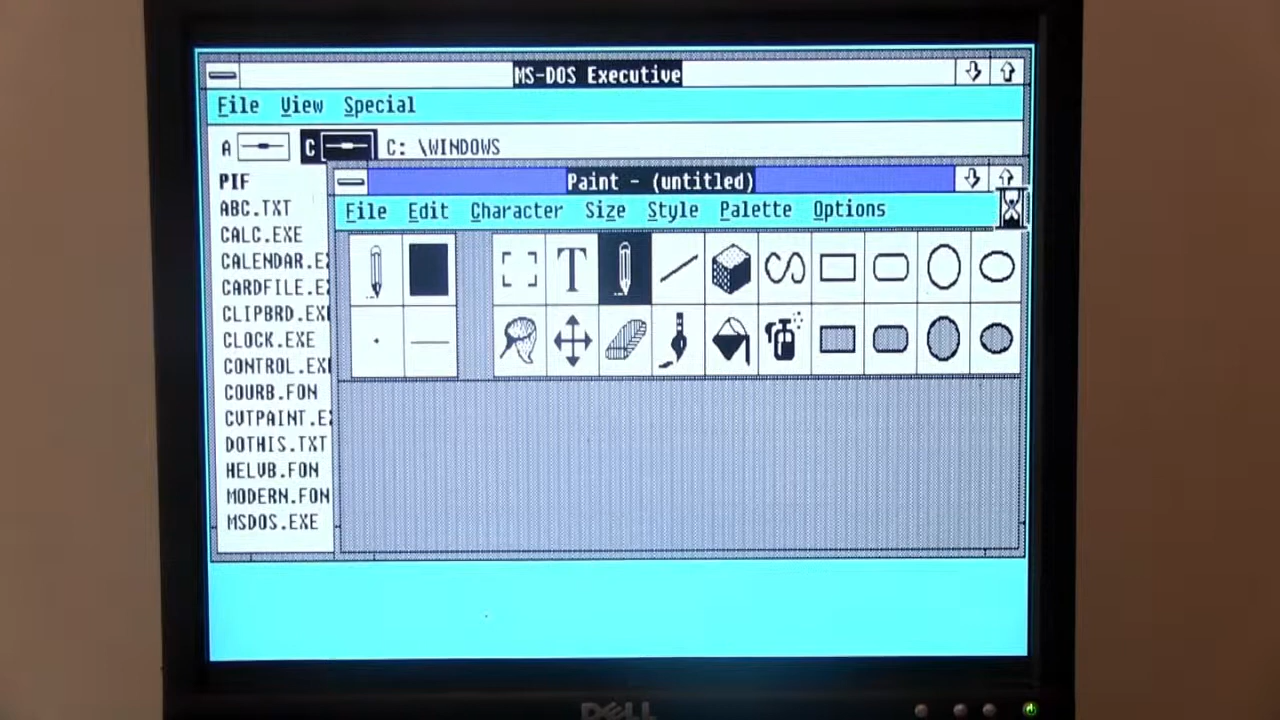 MS-DOS Executive
File View Special
A C C: \WINDOWS
PIF
ABC.TXT
CALC.EXE
CALENDAR.E
CARDFILE.E
CLIPBRD.EX
CLOCK.EXE
CONTROL.EX
COURB.FON
CVTPAINT.E
DOTHIS.TXT
HELVB.FON
MODERN.FON
MSDOS.EXE
Paint - (untitled)
File Edit Character Size Style Palette Options
T
DELL